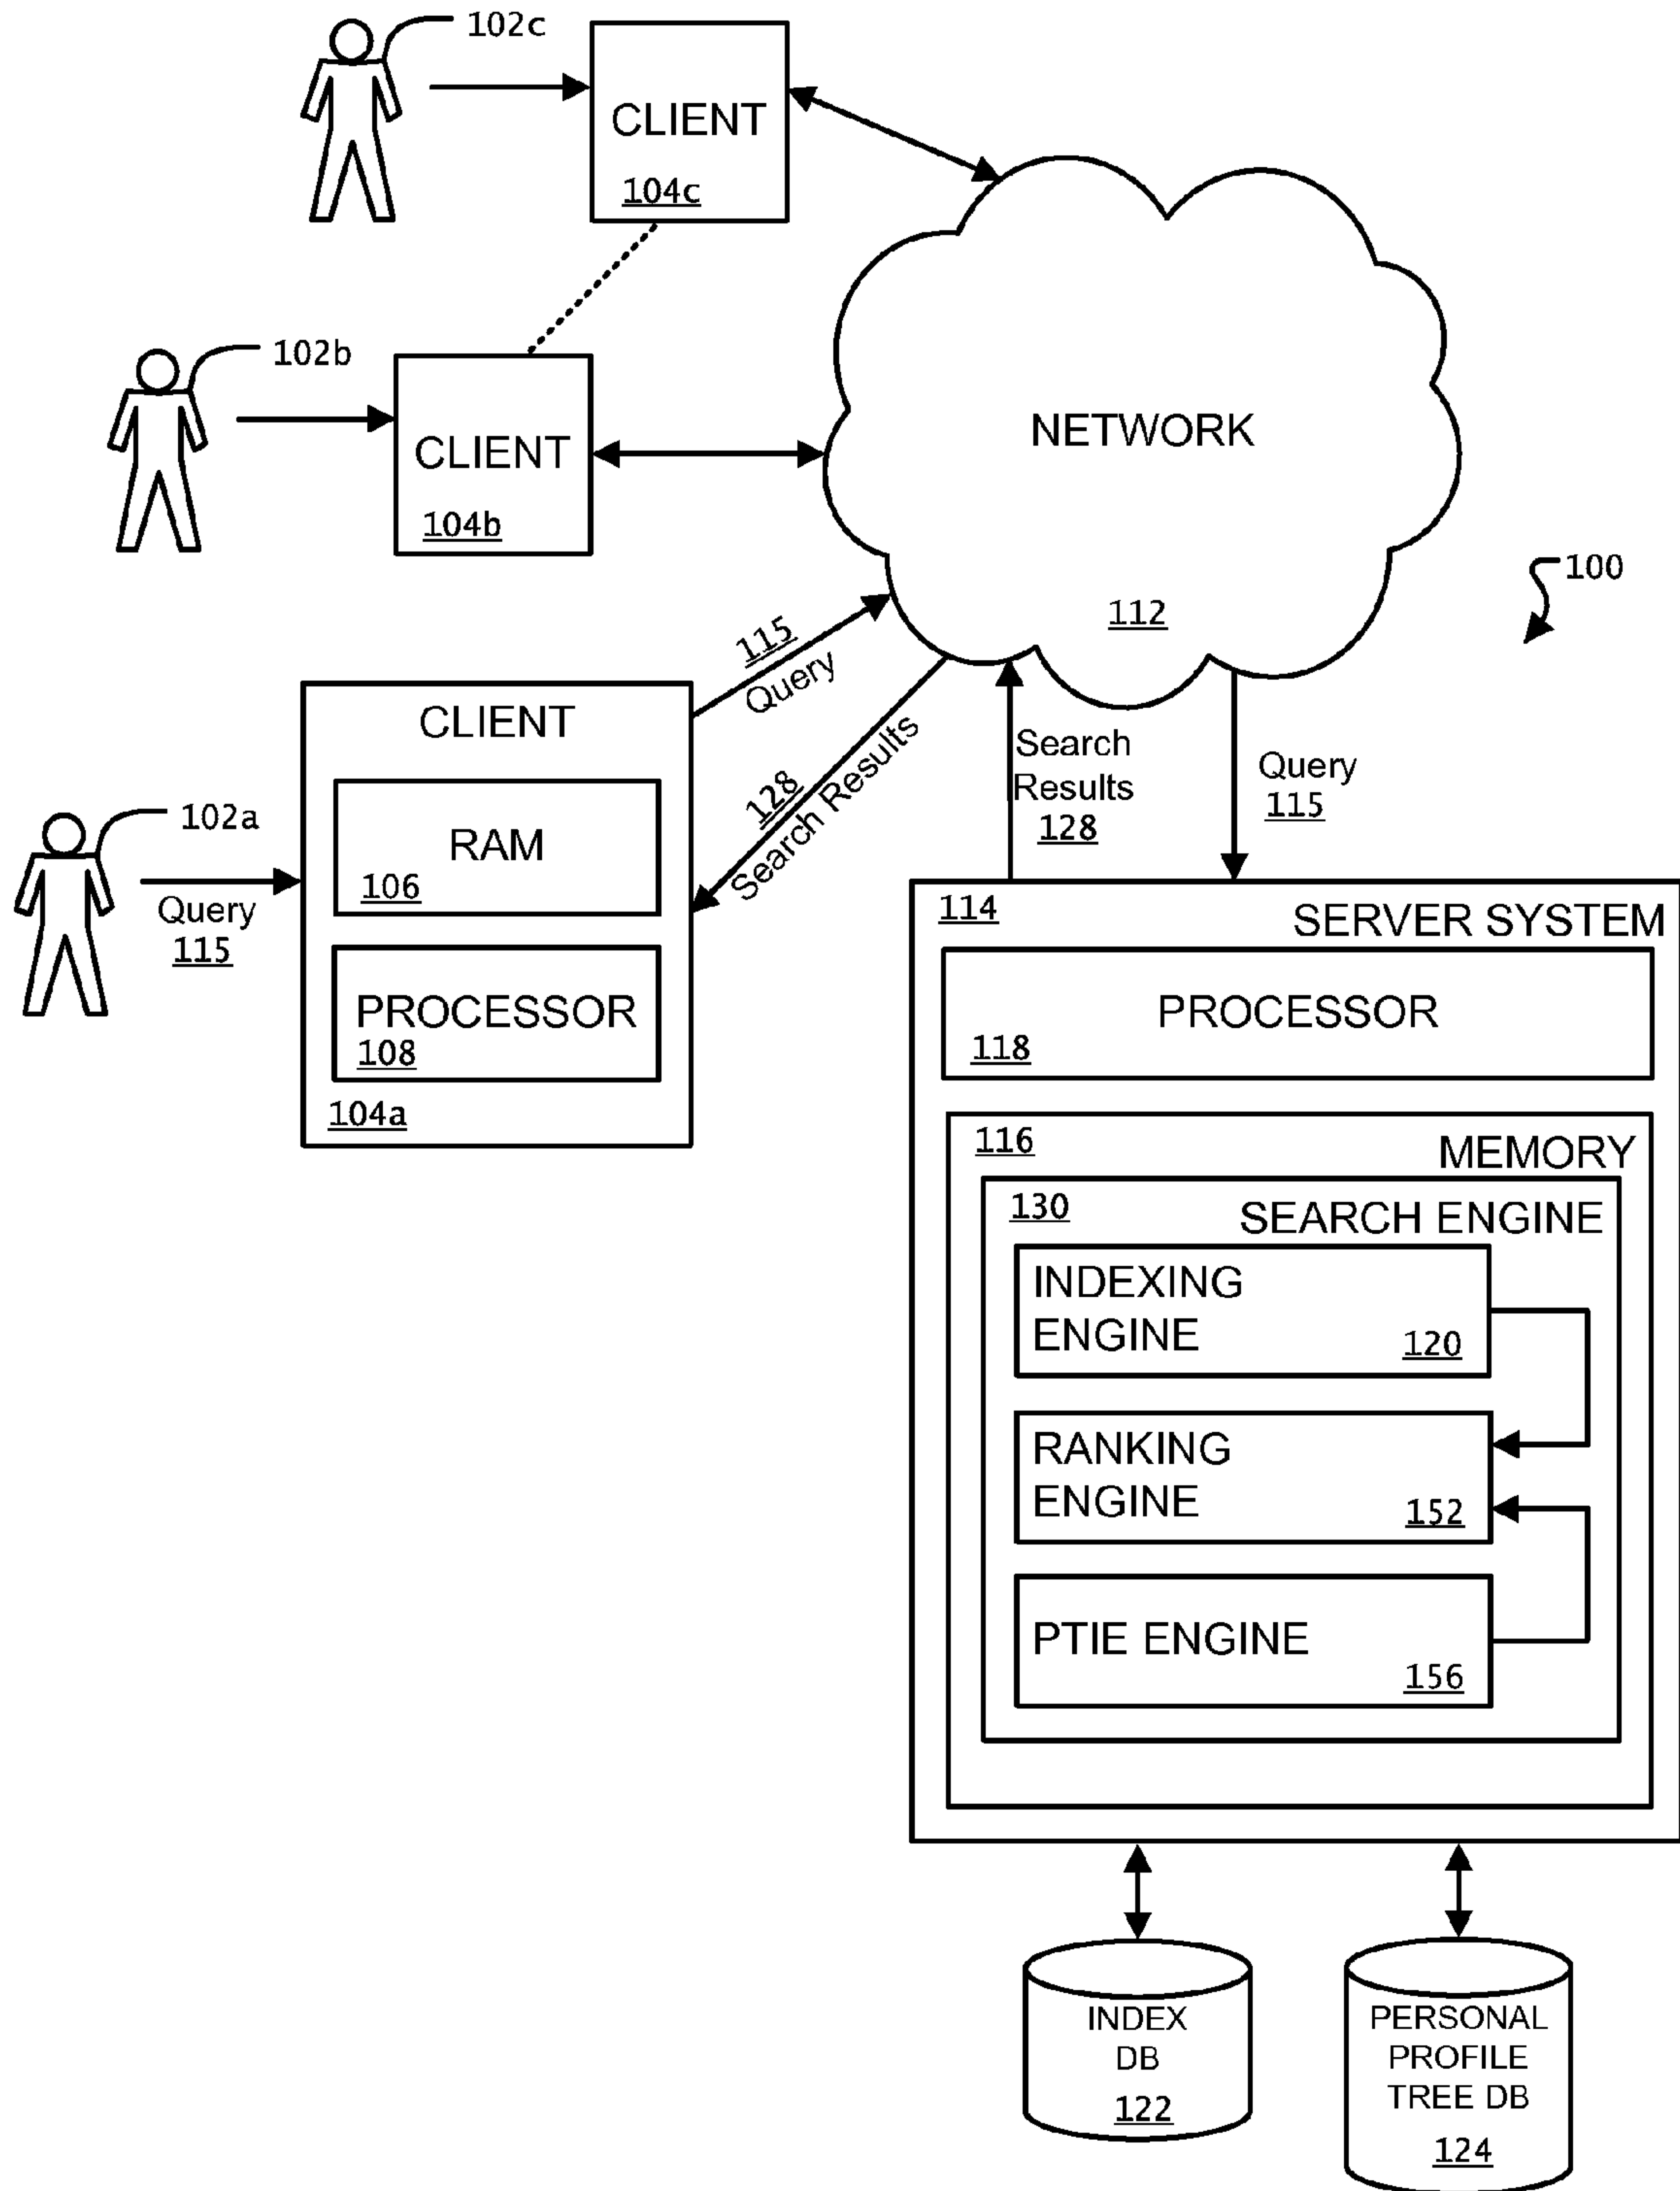 102c
CLIENT
104c
102b
CLIENT
104b
NETWORK
112
100
115
Query
128
Search Results
Search
Results
128
Query
115
CLIENT
RAM
106
PROCESSOR
108
104a
102a
Query
115
114
SERVER SYSTEM
PROCESSOR
118
116
MEMORY
130
SEARCH ENGINE
INDEXING
ENGINE
120
RANKING
ENGINE
152
PTIE ENGINE
156
INDEX
DB
122
PERSONAL
PROFILE
TREE DB
124